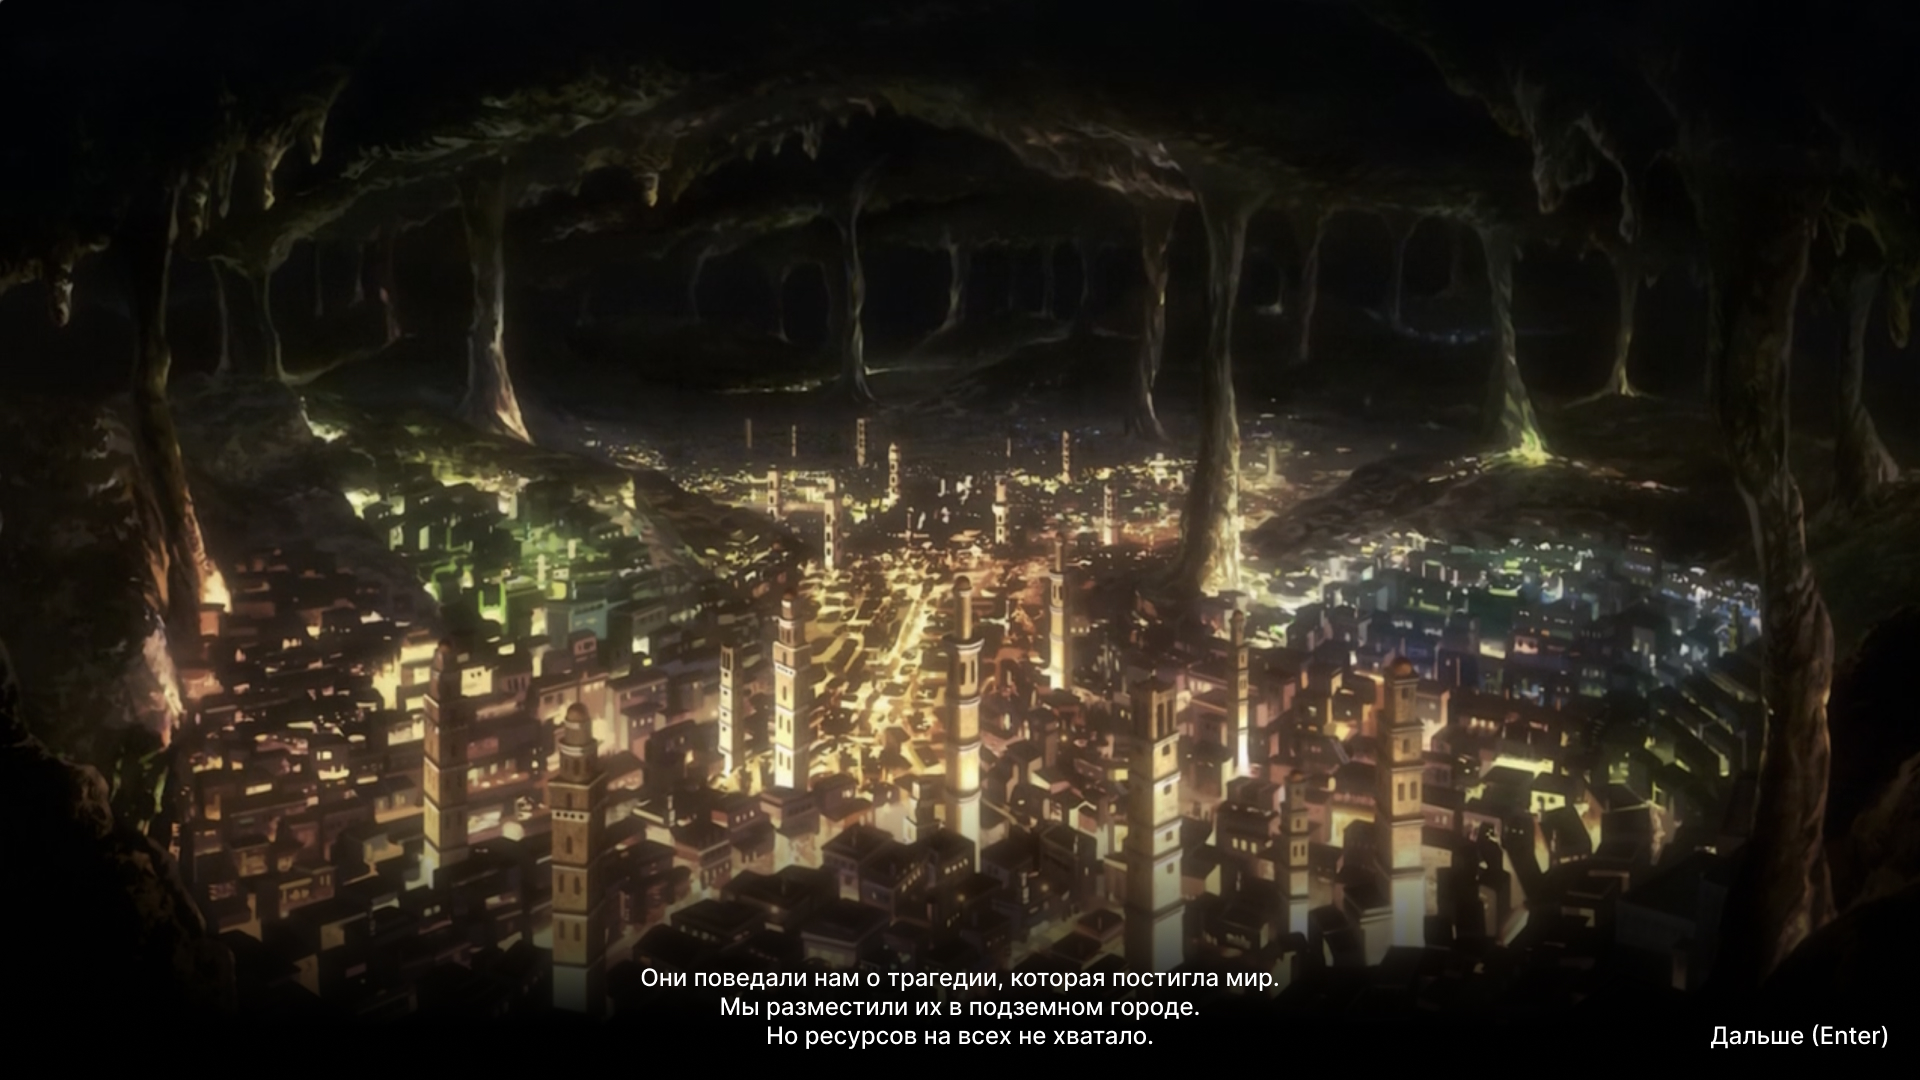 Они поведали нам о трагедии, которая постигла мир.
Мы разместили их в подземном городе.
Но ресурсов на всех не хватало.
Дальше (Enter)